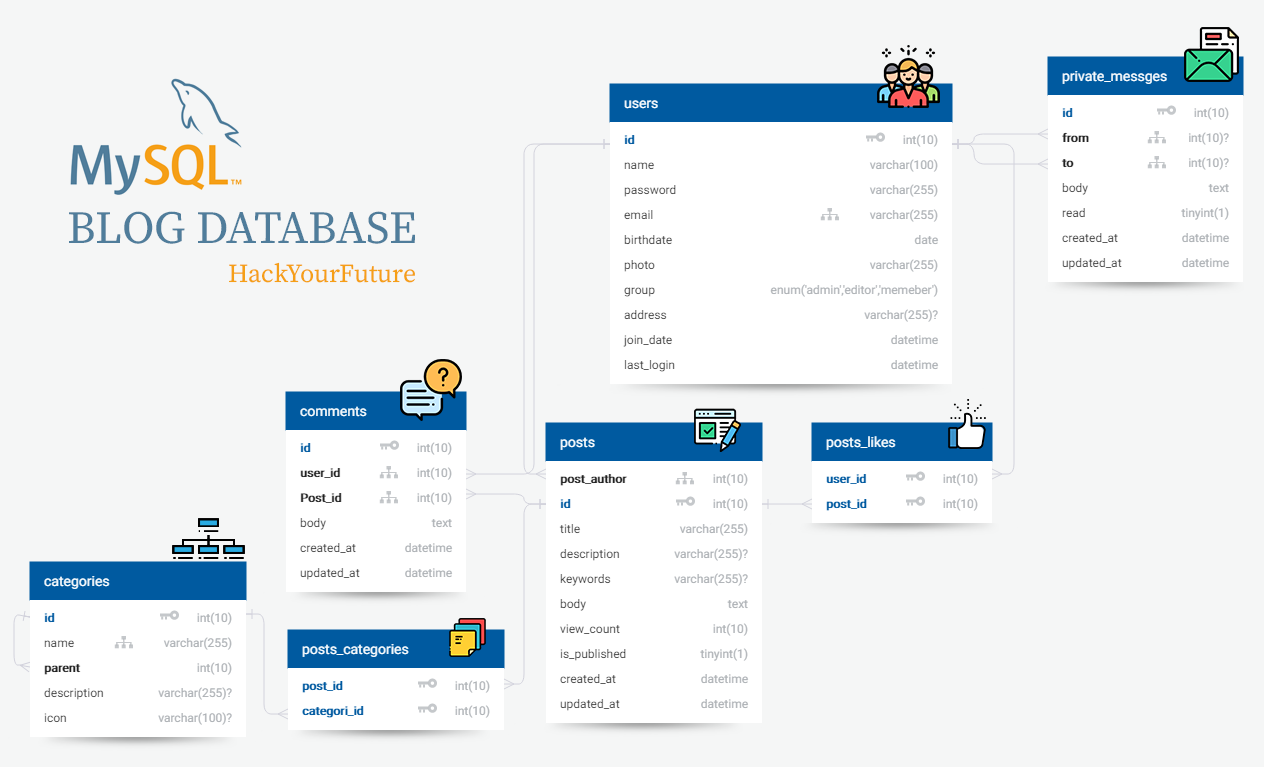 MySQL™
BLOG DATABASE
HackYourFuture
users
id int(10)
name varchar(100)
password varchar(255)
email varchar(255)
birthdate date
photo varchar(255)
group enum('admin','editor','memeber')
address varchar(255)?
join_date datetime
last_login datetime
private_messges
id int(10)
from int(10)?
to int(10)?
body text
read tinyint(1)
created_at datetime
updated_at datetime
comments
id int(10)
user_id int(10)
Post_id int(10)
body text
created_at datetime
updated_at datetime
posts
post_author int(10)
id int(10)
title varchar(255)
description varchar(255)?
keywords varchar(255)?
body text
view_count int(10)
is_published tinyint(1)
created_at datetime
updated_at datetime
posts_likes
user_id int(10)
post_id int(10)
categories
id int(10)
name varchar(255)
parent int(10)
description varchar(255)?
icon varchar(100)?
posts_categories
post_id int(10)
categori_id int(10)